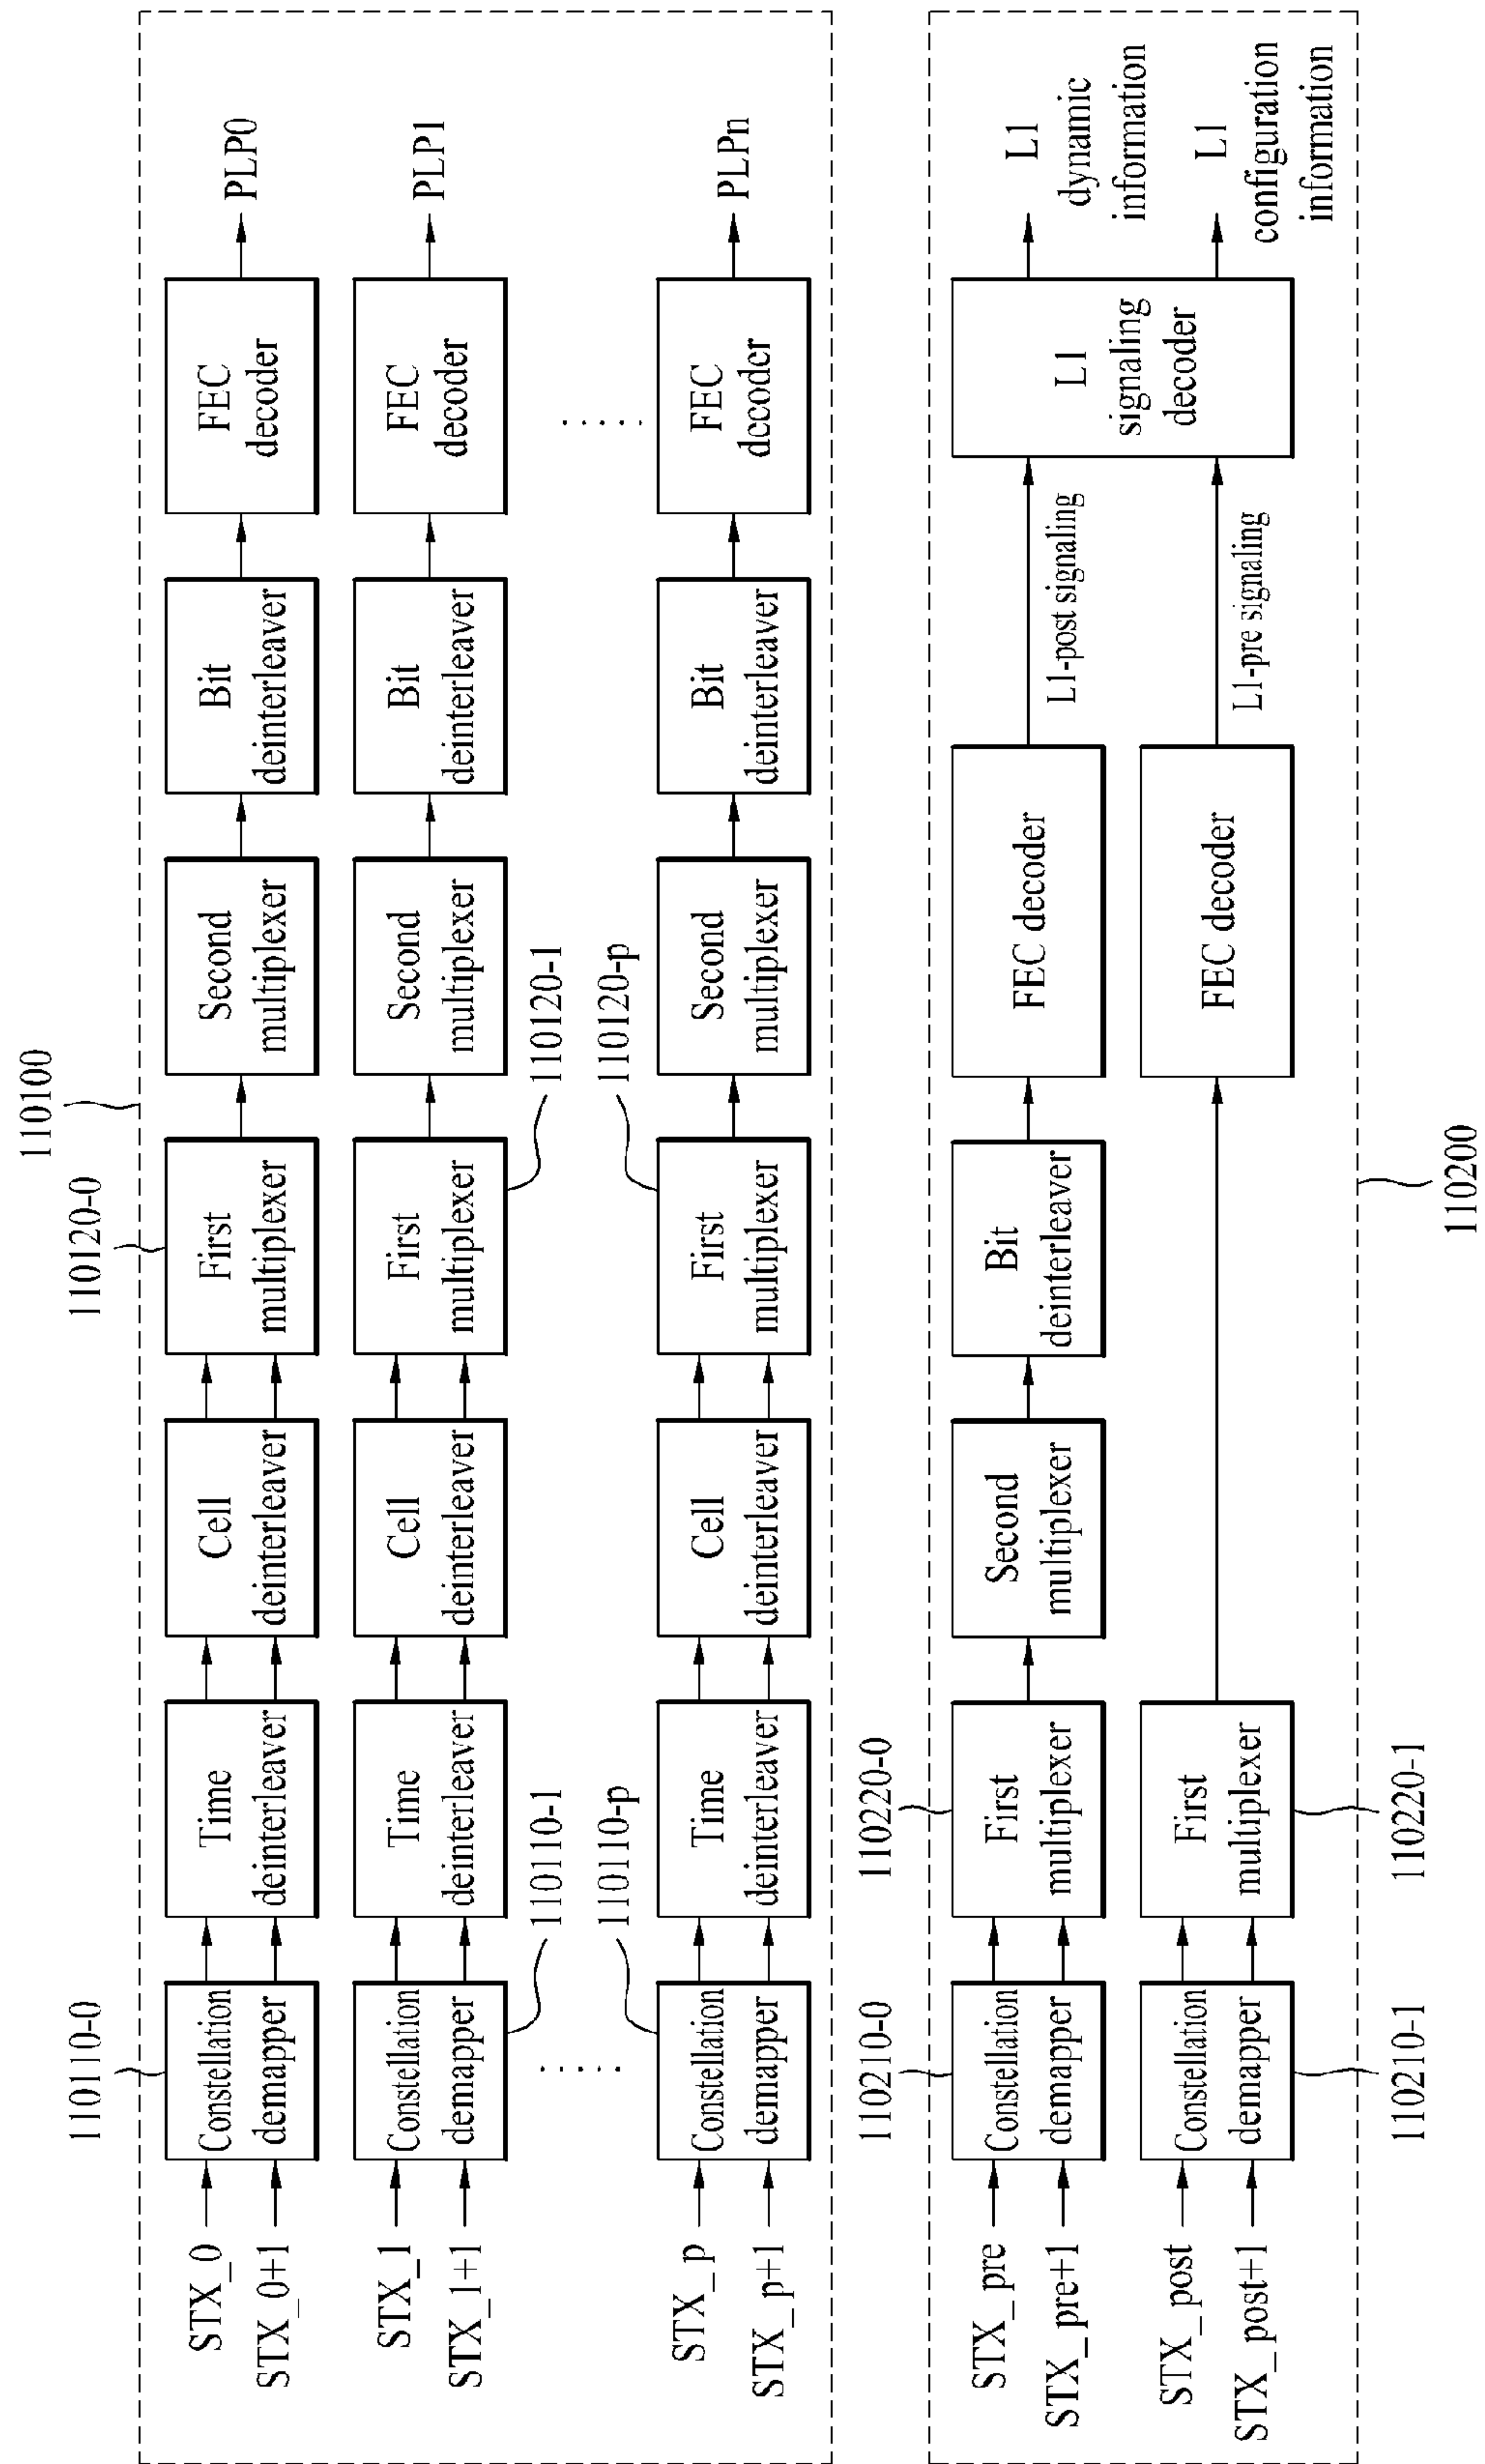 110100
110110-0
110120-0
STX_0
STX_0+1
Constellation
demapper
Time
deinterleaver
Cell
deinterleaver
First
multiplexer
Second
multiplexer
Bit
deinterleaver
FEC
decoder
PLP0
STX_1
STX_1+1
Constellation
demapper
Time
deinterleaver
Cell
deinterleaver
First
multiplexer
Second
multiplexer
Bit
deinterleaver
FEC
decoder
PLP1
110110-1
110120-1
. . . . .
. . . . .
110110-p
110120-p
STX_p
STX_p+1
Constellation
demapper
Time
deinterleaver
Cell
deinterleaver
First
multiplexer
Second
multiplexer
Bit
deinterleaver
FEC
decoder
PLPn
110210-0
110220-0
STX_pre
STX_pre+1
Constellation
demapper
First
multiplexer
Second
multiplexer
Bit
deinterleaver
FEC decoder
L1-post signaling
L1
signaling
decoder
L1
dynamic
information
STX_post
STX_post+1
Constellation
demapper
First
multiplexer
FEC decoder
L1-pre signaling
L1
configuration
information
110210-1
110220-1
110200